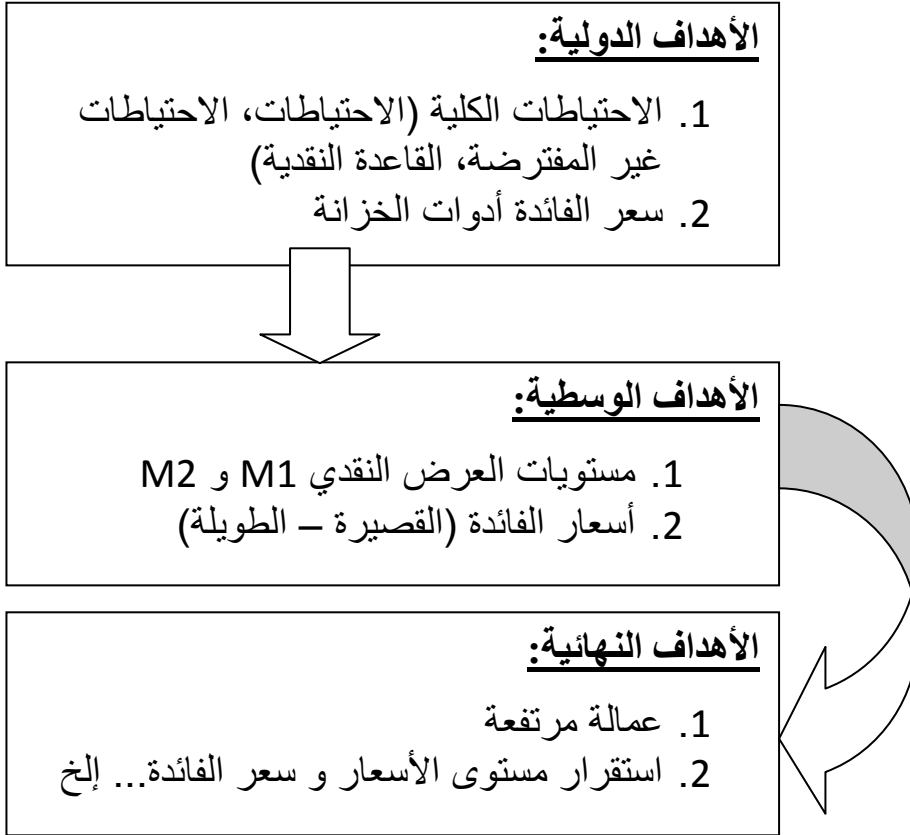 الأهداف الدولية:
1. الاحتياطات الكلية (الاحتياطات، الاحتياطات
غير المفترضة، القاعدة النقدية)
2. سعر الفائدة أدوات الخزانة
الأهداف الوسطية:
1. مستويات العرض النقدي M1 و M2
2. أسعار الفائدة (القصيرة – الطويلة)
الأهداف النهائية:
1. عمالة مرتفعة
2. استقرار مستوى الأسعار و سعر الفائدة... إلخ